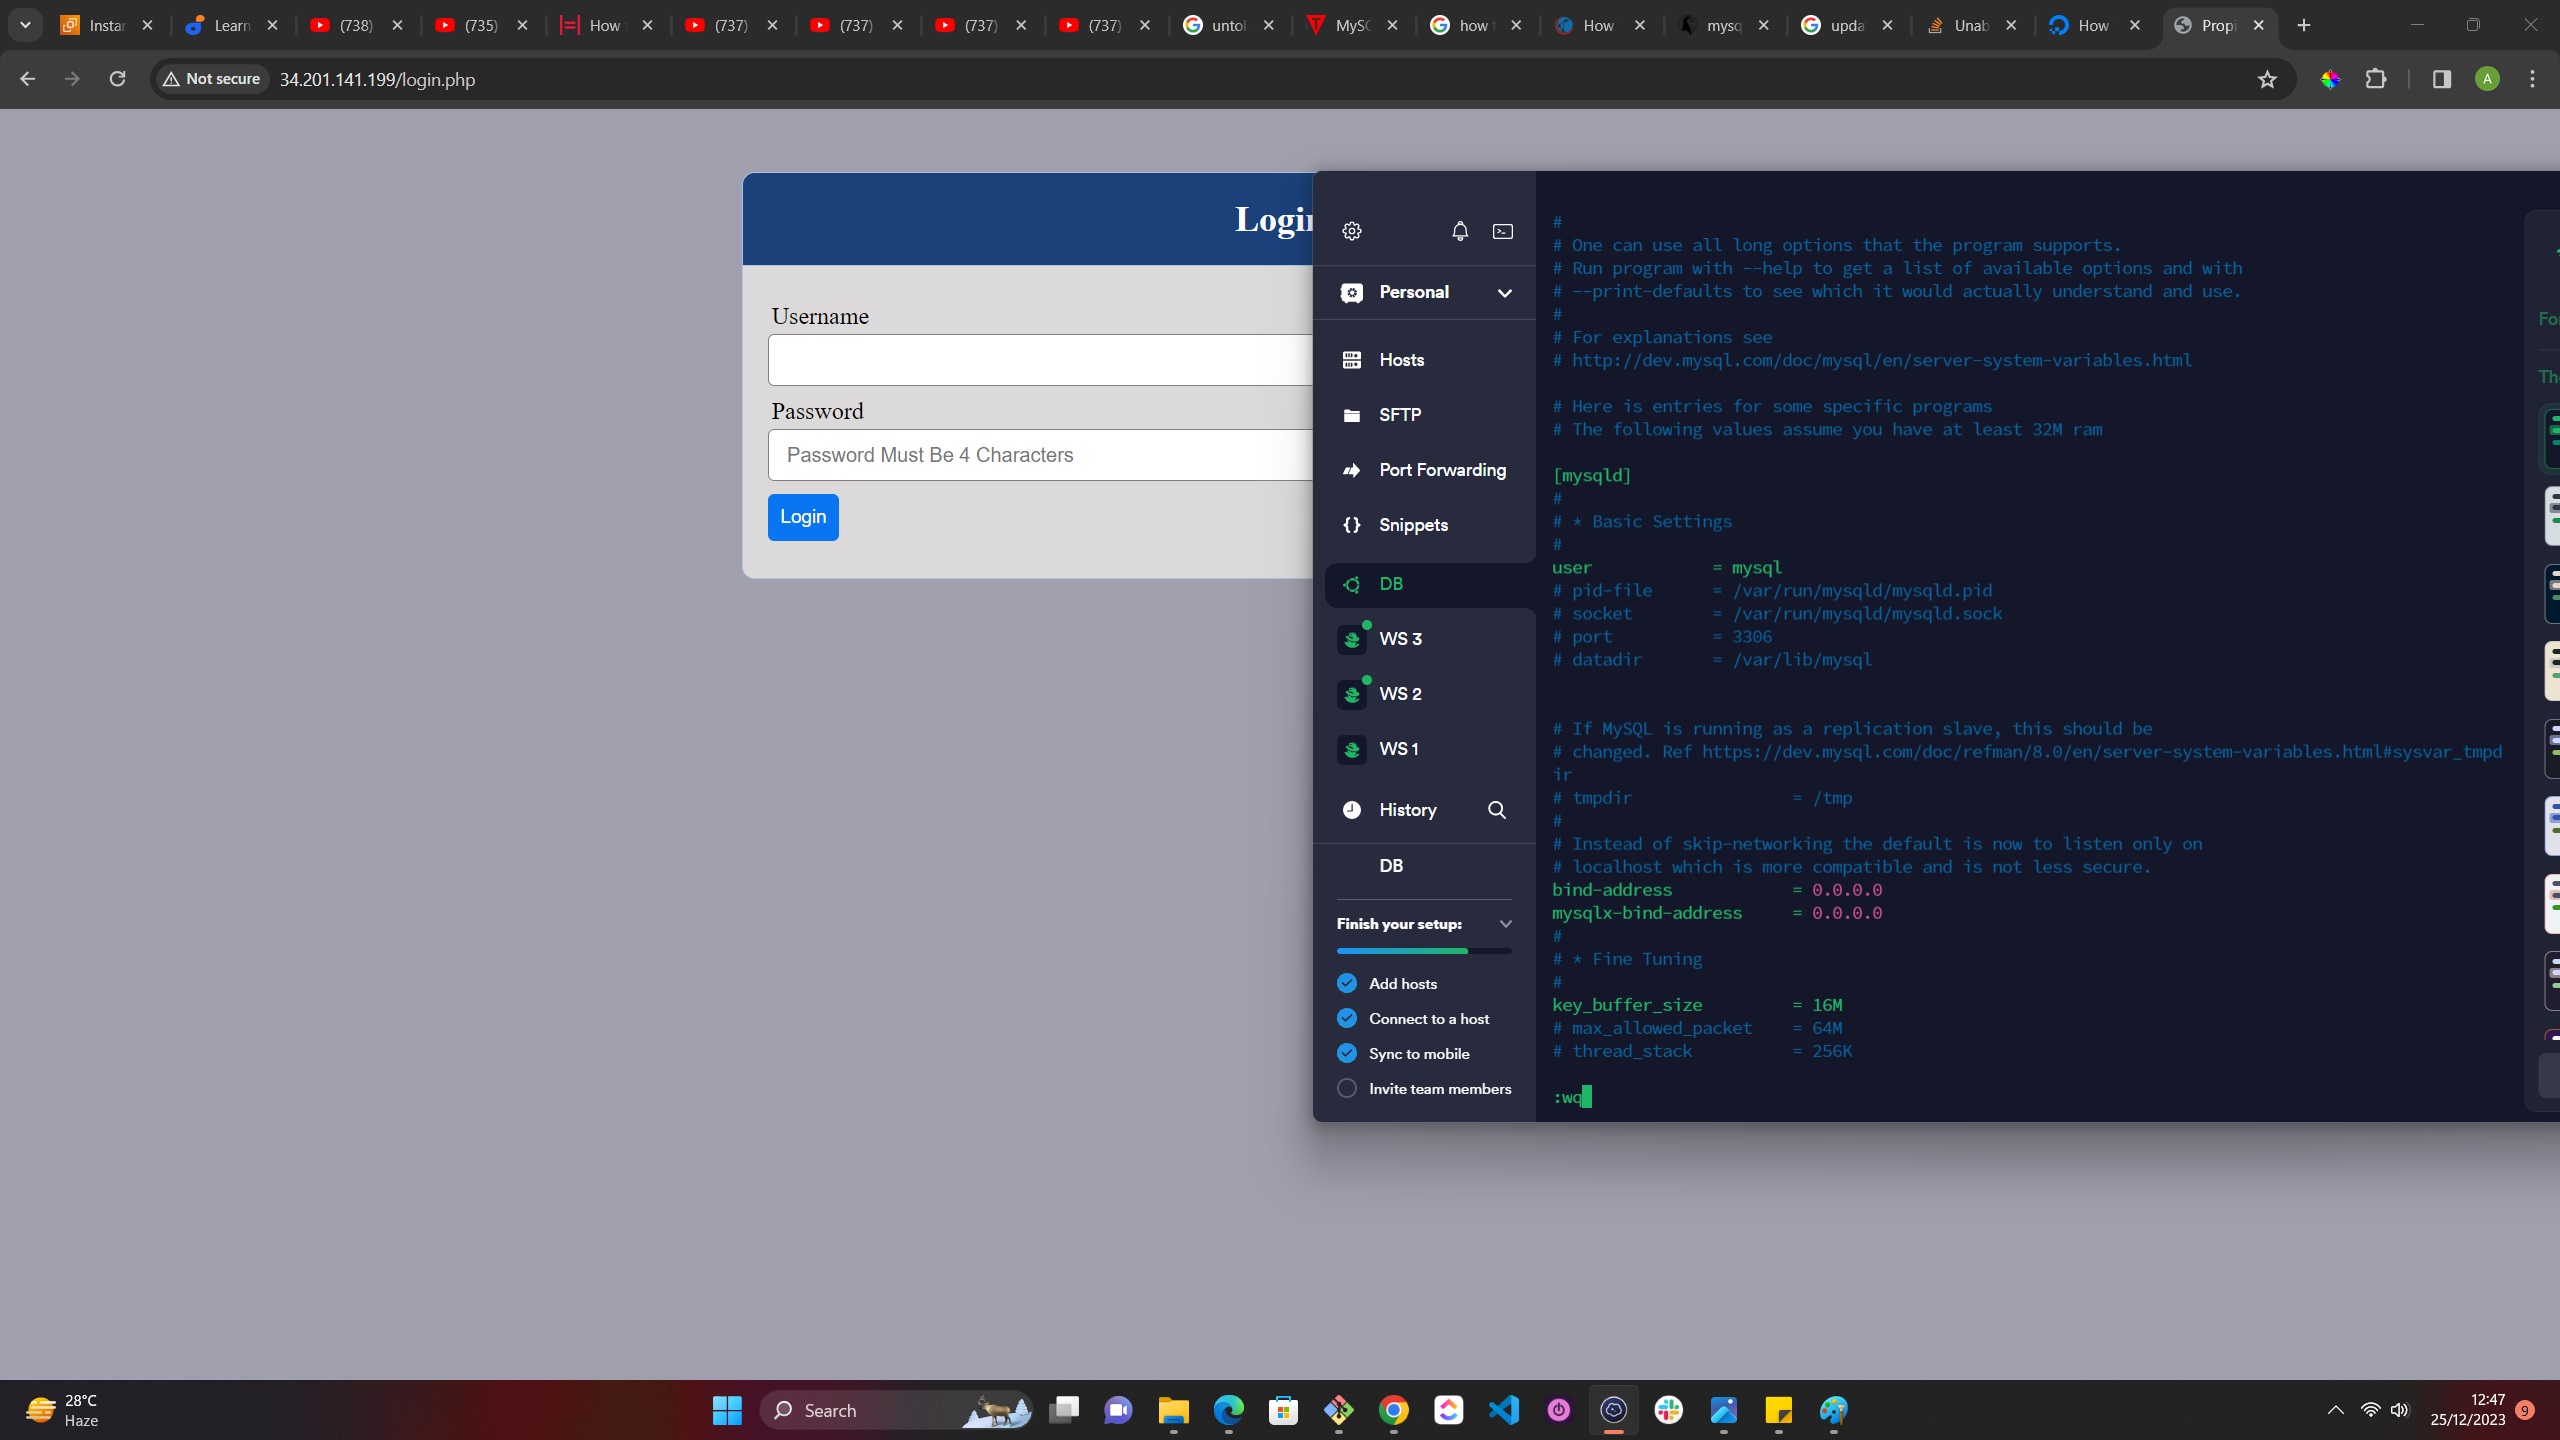 Instar
Learn
(738)
(735)
How
(737)
(737)
(737)
(737)
untol
MySQ
how
How
mysq
upda
Unab
How
Propi
Not secure
34.201.141.199/login.php
A
Login
Username
Password
Password Must Be 4 Characters
Login
Personal
Hosts
SFTP
Port Forwarding
Snippets
DB
WS 3
WS 2
WS 1
History
DB
Finish your setup:
Add hosts
Connect to a host
Sync to mobile
Invite team members
#
# One can use all long options that the program supports.
# Run program with --help to get a list of available options and with
# --print-defaults to see which it would actually understand and use.
#
# For explanations see
# http://dev.mysql.com/doc/mysql/en/server-system-variables.html
# Here is entries for some specific programs
# The following values assume you have at least 32M ram
[mysqld]
#
# * Basic Settings
#
user = mysql
# pid-file = /var/run/mysqld/mysqld.pid
# socket = /var/run/mysqld/mysqld.sock
# port = 3306
# datadir = /var/lib/mysql
# If MySQL is running as a replication slave, this should be
# changed. Ref https://dev.mysql.com/doc/refman/8.0/en/server-system-variables.html#sysvar_tmpd
ir
# tmpdir = /tmp
#
# Instead of skip-networking the default is now to listen only on
# localhost which is more compatible and is not less secure.
bind-address = 0.0.0.0
mysqlx-bind-address = 0.0.0.0
#
# * Fine Tuning
#
key_buffer_size = 16M
# max_allowed_packet = 64M
# thread_stack = 256K
:wq
Fo
Th
28°C
Haze
Search
12:47
25/12/2023
9